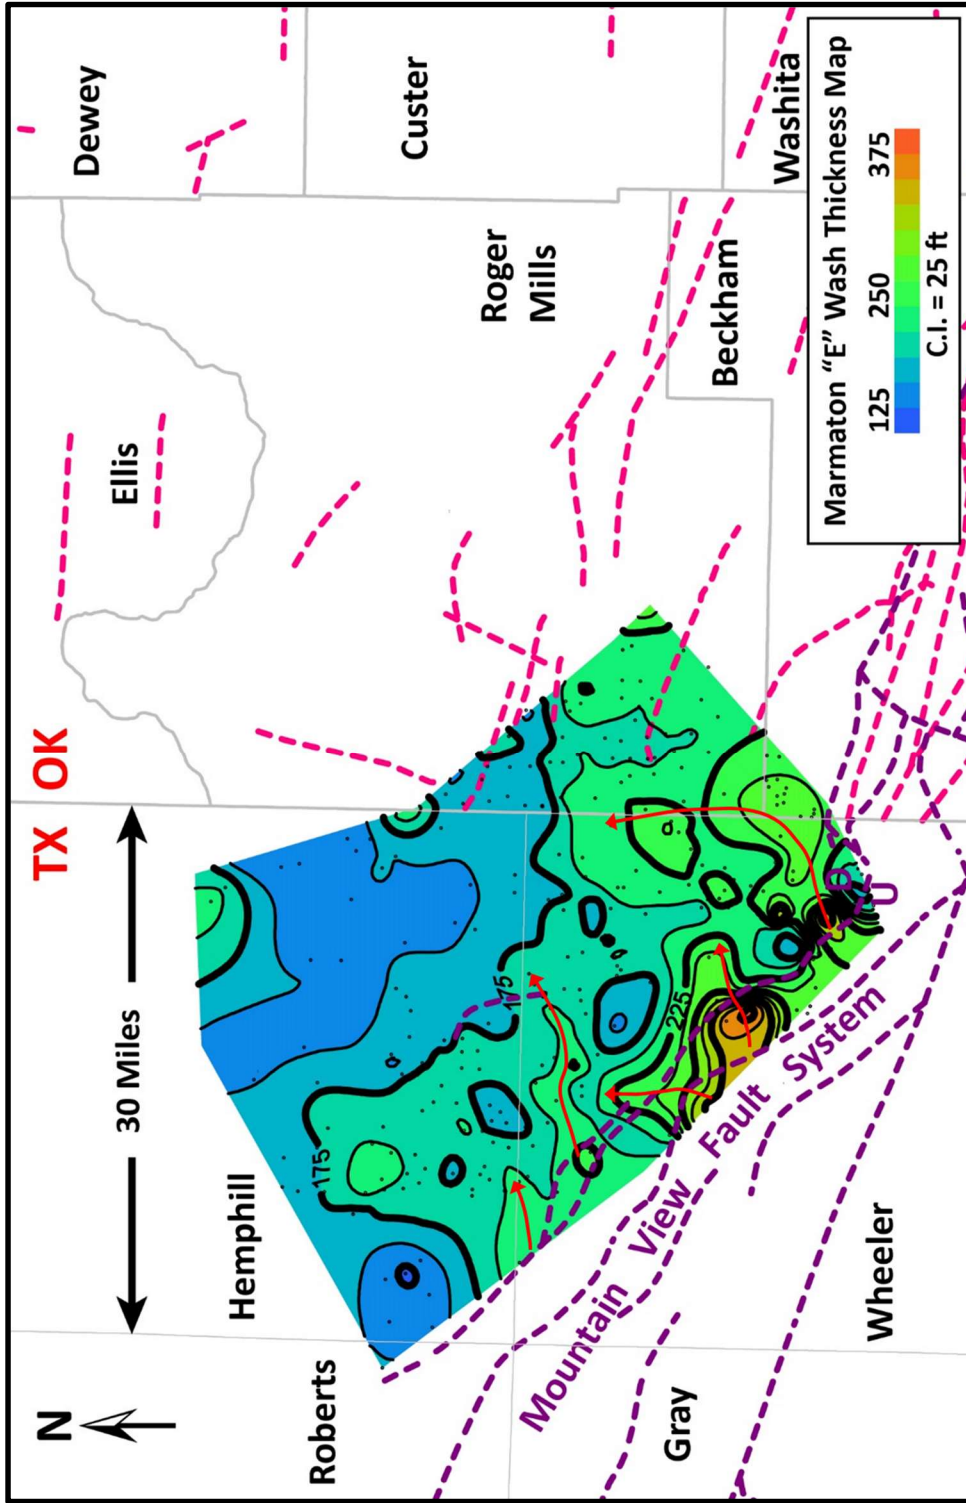 N
30 Miles
TX OK
Dewey
Ellis
Custer
Roger
Mills
Hemphill
Roberts
175
175
225
Beckham
Washita
D
U
Mountain View Fault System
Gray
Wheeler
Marmaton “E” Wash Thickness Map
125 250 375
C.I. = 25 ft